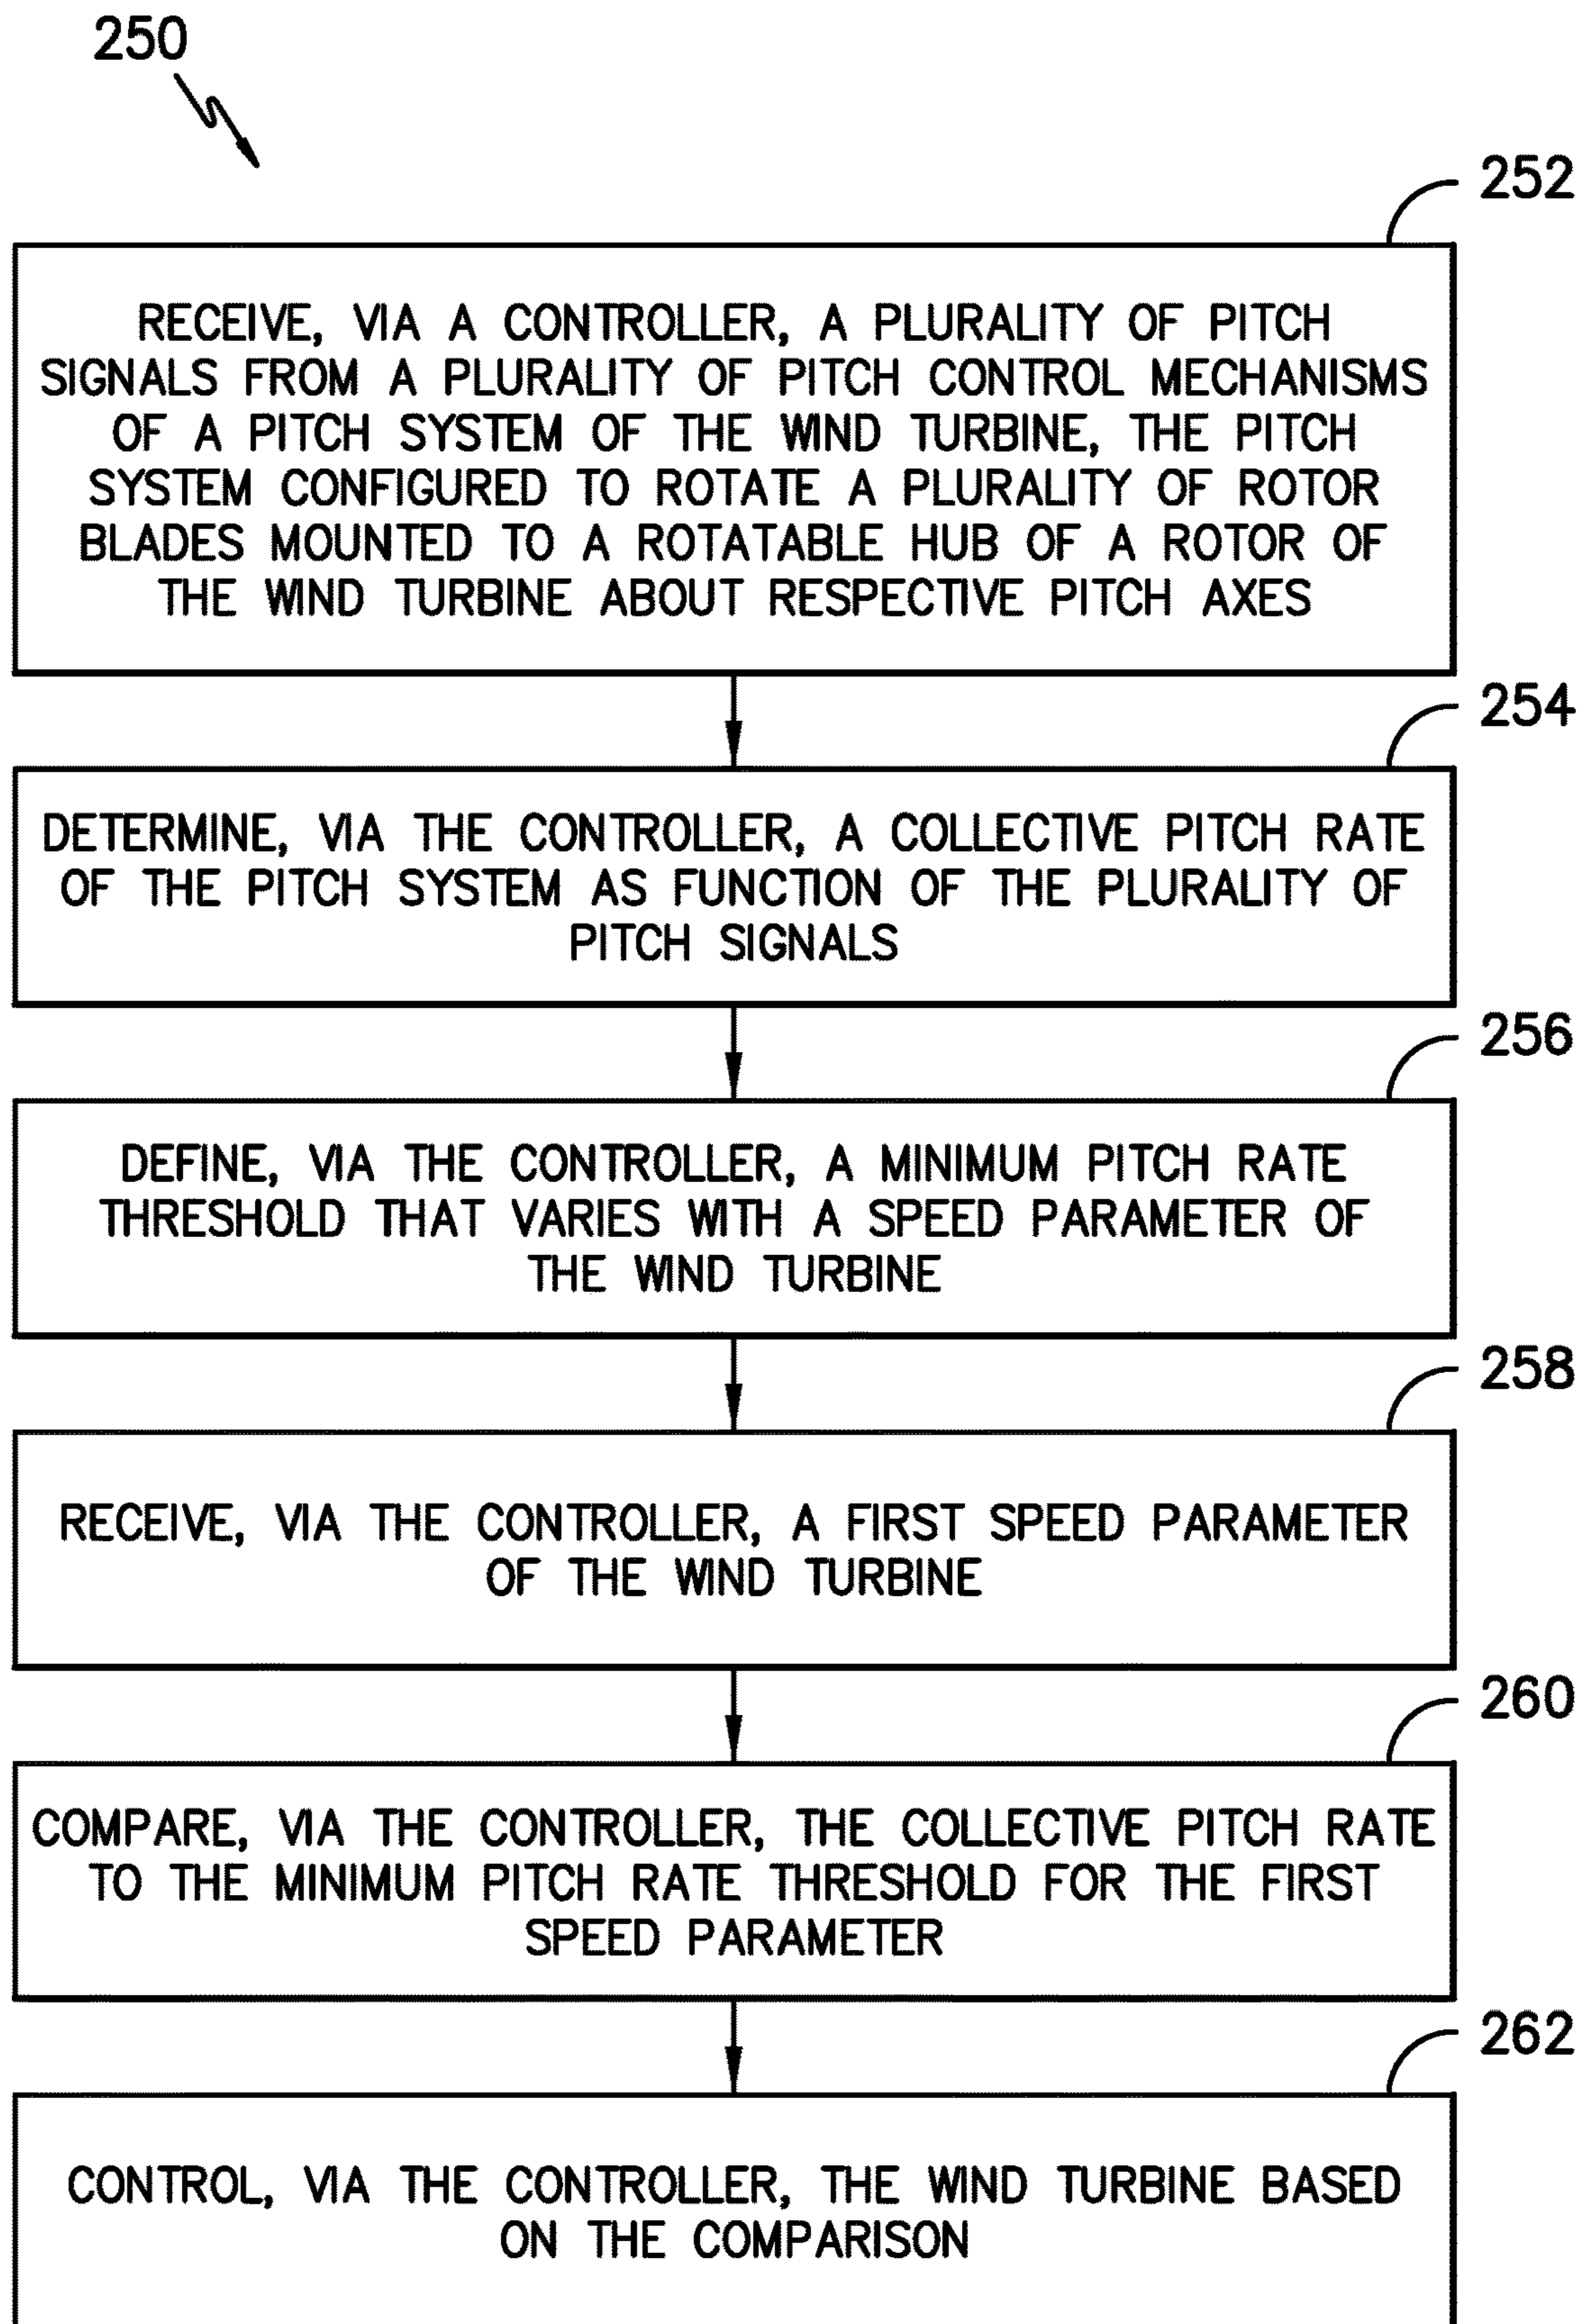 250
252
RECEIVE, VIA A CONTROLLER, A PLURALITY OF PITCH
SIGNALS FROM A PLURALITY OF PITCH CONTROL MECHANISMS
OF A PITCH SYSTEM OF THE WIND TURBINE, THE PITCH
SYSTEM CONFIGURED TO ROTATE A PLURALITY OF ROTOR
BLADES MOUNTED TO A ROTATABLE HUB OF A ROTOR OF
THE WIND TURBINE ABOUT RESPECTIVE PITCH AXES
254
DETERMINE, VIA THE CONTROLLER, A COLLECTIVE PITCH RATE
OF THE PITCH SYSTEM AS FUNCTION OF THE PLURALITY OF
PITCH SIGNALS
256
DEFINE, VIA THE CONTROLLER, A MINIMUM PITCH RATE
THRESHOLD THAT VARIES WITH A SPEED PARAMETER OF
THE WIND TURBINE
258
RECEIVE, VIA THE CONTROLLER, A FIRST SPEED PARAMETER
OF THE WIND TURBINE
260
COMPARE, VIA THE CONTROLLER, THE COLLECTIVE PITCH RATE
TO THE MINIMUM PITCH RATE THRESHOLD FOR THE FIRST
SPEED PARAMETER
262
CONTROL, VIA THE CONTROLLER, THE WIND TURBINE BASED
ON THE COMPARISON